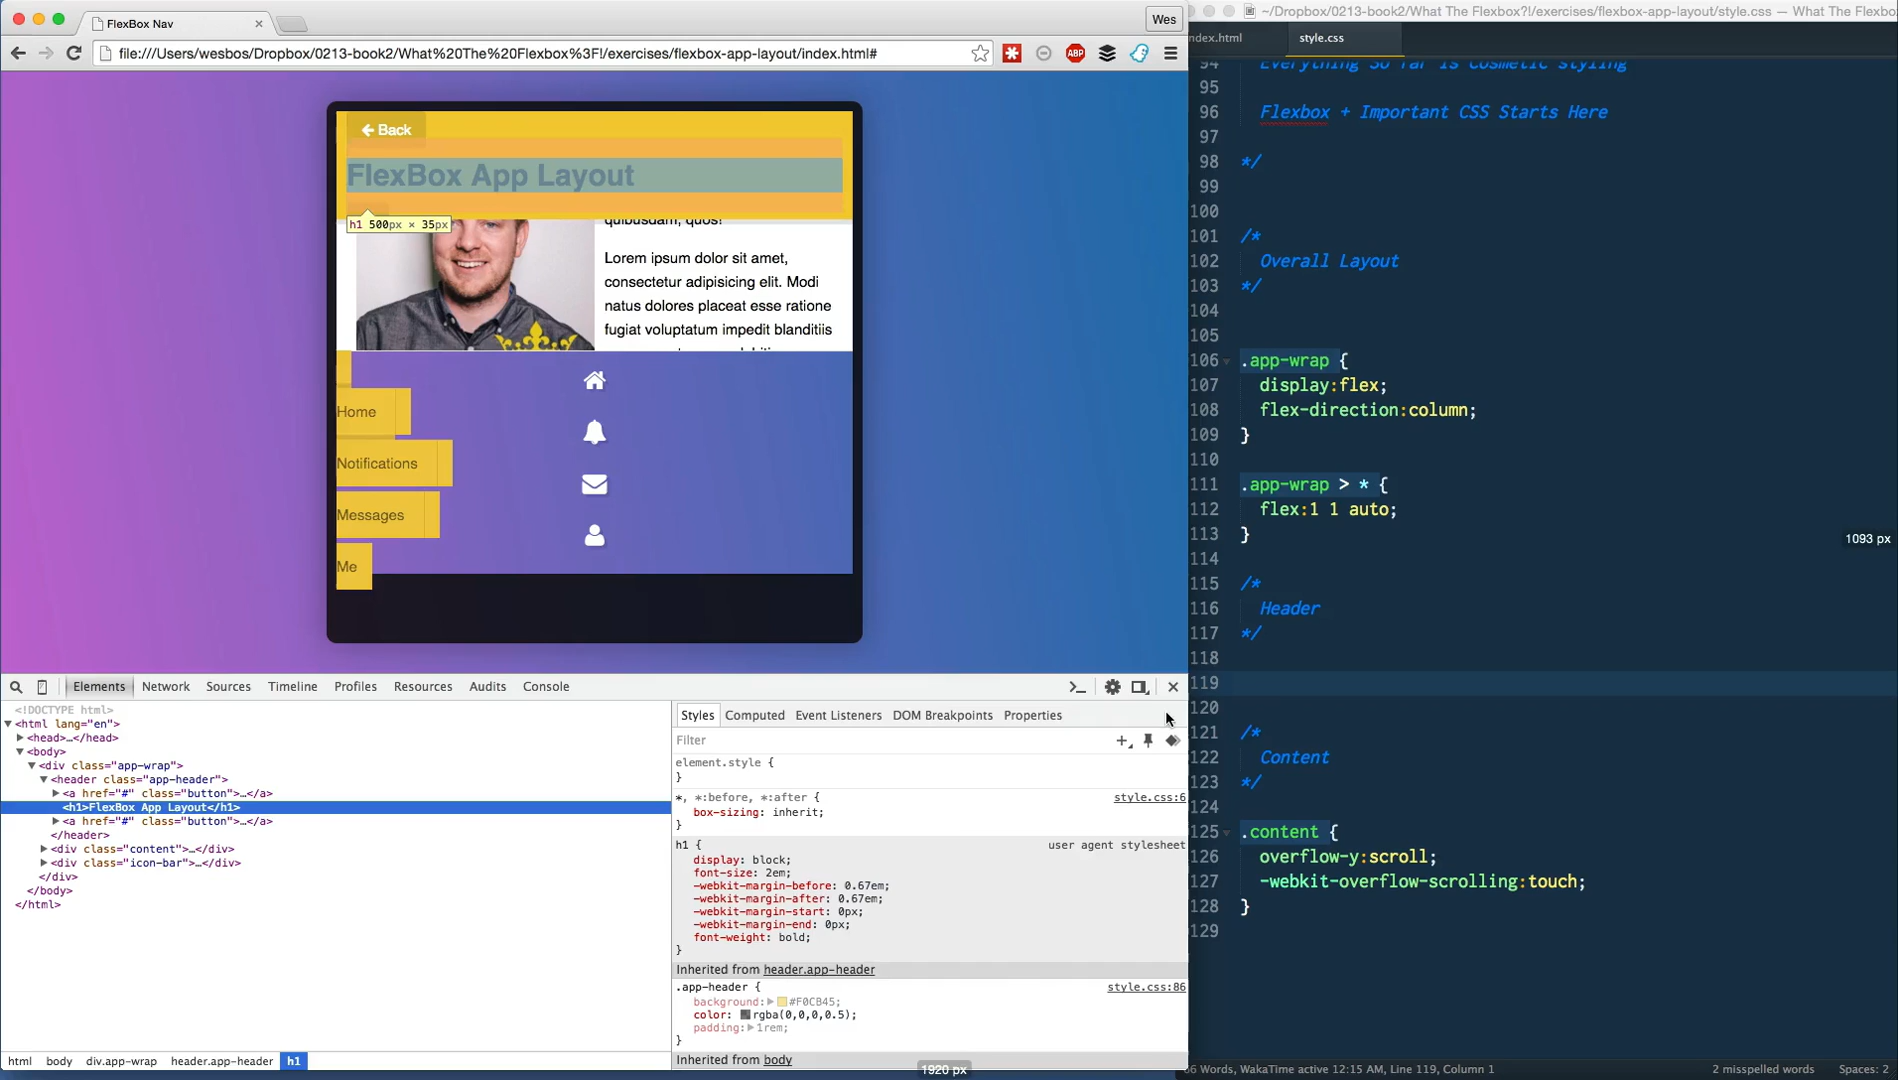 FlexBox Nav
Wes
file:///Users/wesbos/Dropbox/0213-book2/What%20The%20Flexbox%3F!/exercises/flexbox-app-layout/index.html#
ABP
Back
FlexBox App Layout
h1 500px × 35px
quibusdam, quos!
Lorem ipsum dolor sit amet,
consectetur adipisicing elit. Modi
natus dolores placeat esse ratione
fugiat voluptatum impedit blanditiis
Home
Notifications
Messages
Me
Elements Network Sources Timeline Profiles Resources Audits Console
<!DOCTYPE html>
<html lang="en">
<head>…</head>
<body>
<div class="app-wrap">
<header class="app-header">
<a href="#" class="button">…</a>
<h1>FlexBox App Layout</h1>
<a href="#" class="button">…</a>
</header>
<div class="content">…</div>
<div class="icon-bar">…</div>
</div>
</body>
</html>
html body div.app-wrap header.app-header h1
Styles Computed Event Listeners DOM Breakpoints Properties
Filter
element.style {
}
*, *:before, *:after { style.css:6
box-sizing: inherit;
}
h1 { user agent stylesheet
display: block;
font-size: 2em;
-webkit-margin-before: 0.67em;
-webkit-margin-after: 0.67em;
-webkit-margin-start: 0px;
-webkit-margin-end: 0px;
font-weight: bold;
}
Inherited from header.app-header
.app-header { style.css:86
background: #F0CB45;
color: rgba(0,0,0,0.5);
padding: 1rem;
}
Inherited from body
1920 px
~/Dropbox/0213-book2/What The Flexbox?!/exercises/flexbox-app-layout/style.css — What The Flexbo
ndex.html style.css
94 Everything So far is Cosmetic styling
95
96 Flexbox + Important CSS Starts Here
97
98 */
99
100
101 /*
102 Overall Layout
103 */
104
105
106 .app-wrap {
107 display:flex;
108 flex-direction:column;
109 }
110
111 .app-wrap > * {
112 flex:1 1 auto;
113 }
114
115 /*
116 Header
117 */
118
119
120
121 /*
122 Content
123 */
124
125 .content {
126 overflow-y:scroll;
127 -webkit-overflow-scrolling:touch;
128 }
129
1093 px
66 Words, WakaTime active 12:15 AM, Line 119, Column 1
2 misspelled words
Spaces: 2